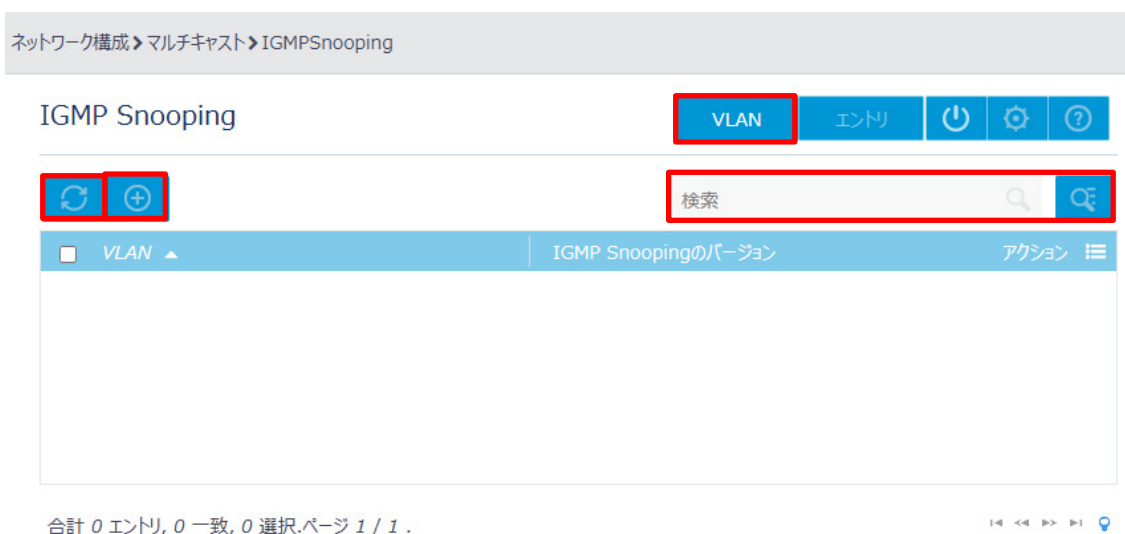 ネットワーク構成>マルチキャスト>IGMPSnooping
IGMP Snooping
VLAN エントリ
検索
VLAN IGMP Snoopingのバージョン アクション
合計 0 エントリ, 0 一致, 0 選択.ページ 1 / 1 .